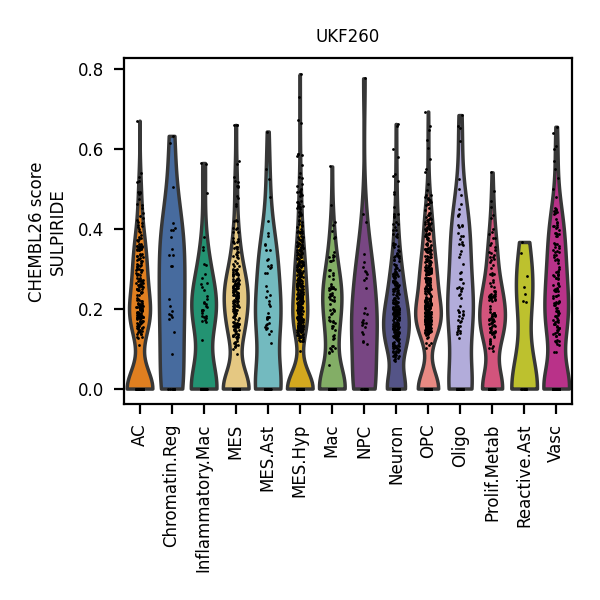 UKF260
CHEMBL26 score
SULPIRIDE
0.8
0.6
0.4
0.2
0.0
AC
Chromatin.Reg
Inflammatory.Mac
MES
MES.Ast
MES.Hyp
Mac
NPC
Neuron
OPC
Oligo
Prolif.Metab
Reactive.Ast
Vasc